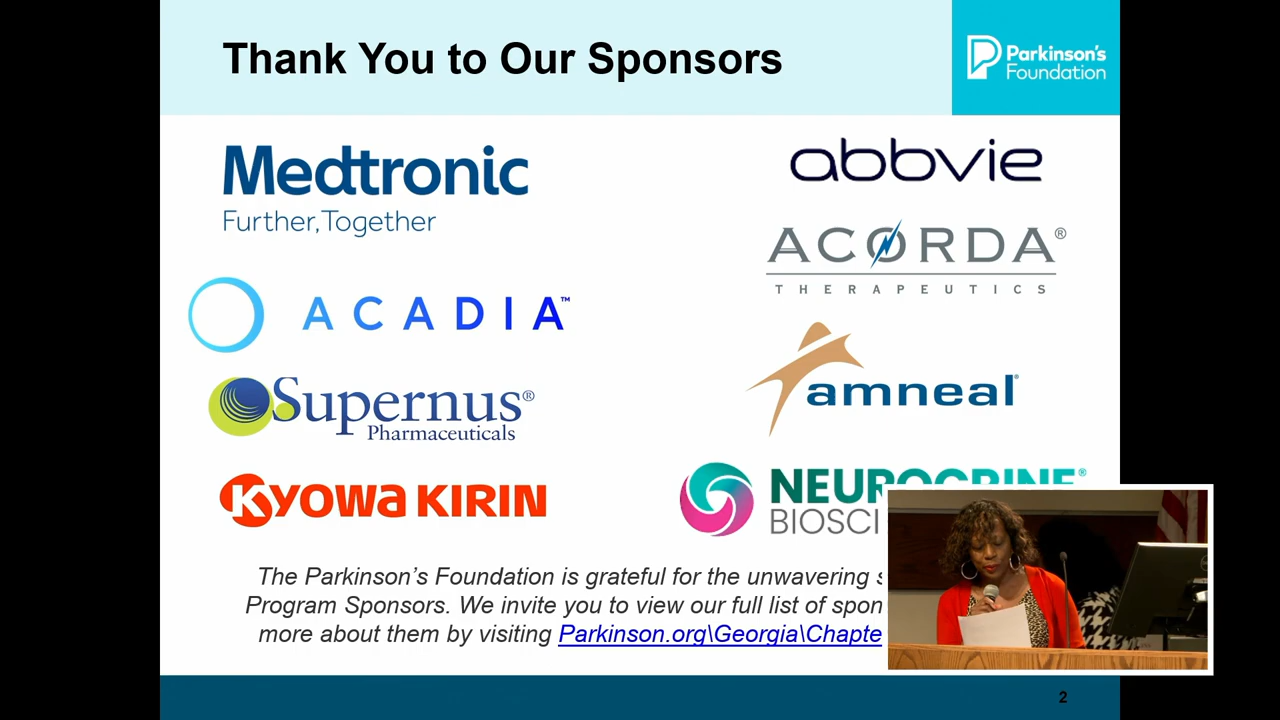 Thank You to Our Sponsors
Parkinson's
Foundation
Medtronic
Further, Together
abbvie
ACORDA®
THERAPEUTICS
ACADIA™
Supernus®
Pharmaceuticals
amneal®
KYOWA KIRIN
NEUROCRINE®
BIOSCI
The Parkinson's Foundation is grateful for the unwavering s
Program Sponsors. We invite you to view our full list of spon
more about them by visiting Parkinson.org\Georgia\Chapte
2